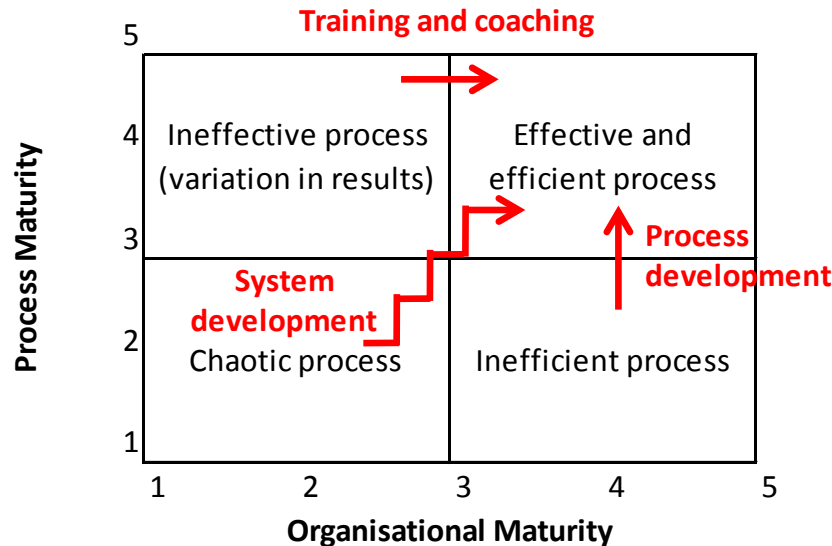 Training and coaching
5
4
3
2
1
Process Maturity
Ineffective process
(variation in results)
Effective and
efficient process
System
development
Process
development
Chaotic process
Inefficient process
1 2 3 4 5
Organisational Maturity